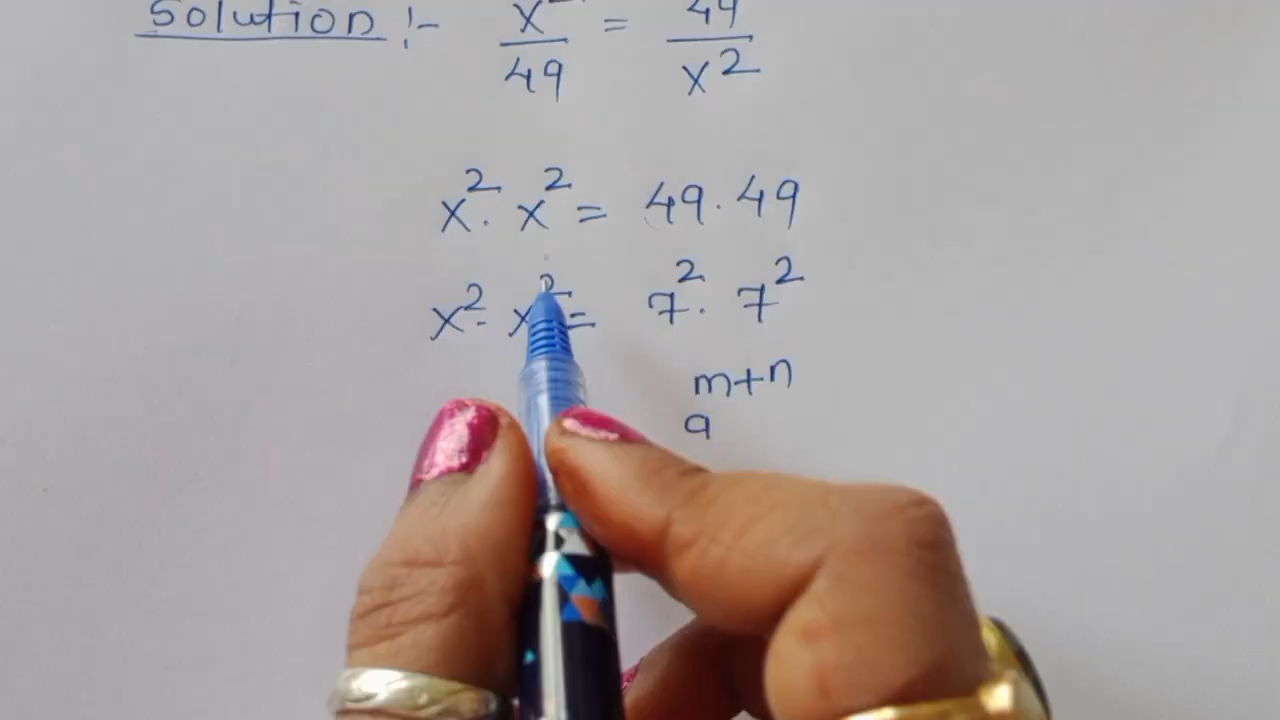 Solution :- x²/49 = 49/x²
x² · x² = 49 · 49
x² · x² = 7² · 7²
a^(m+n)